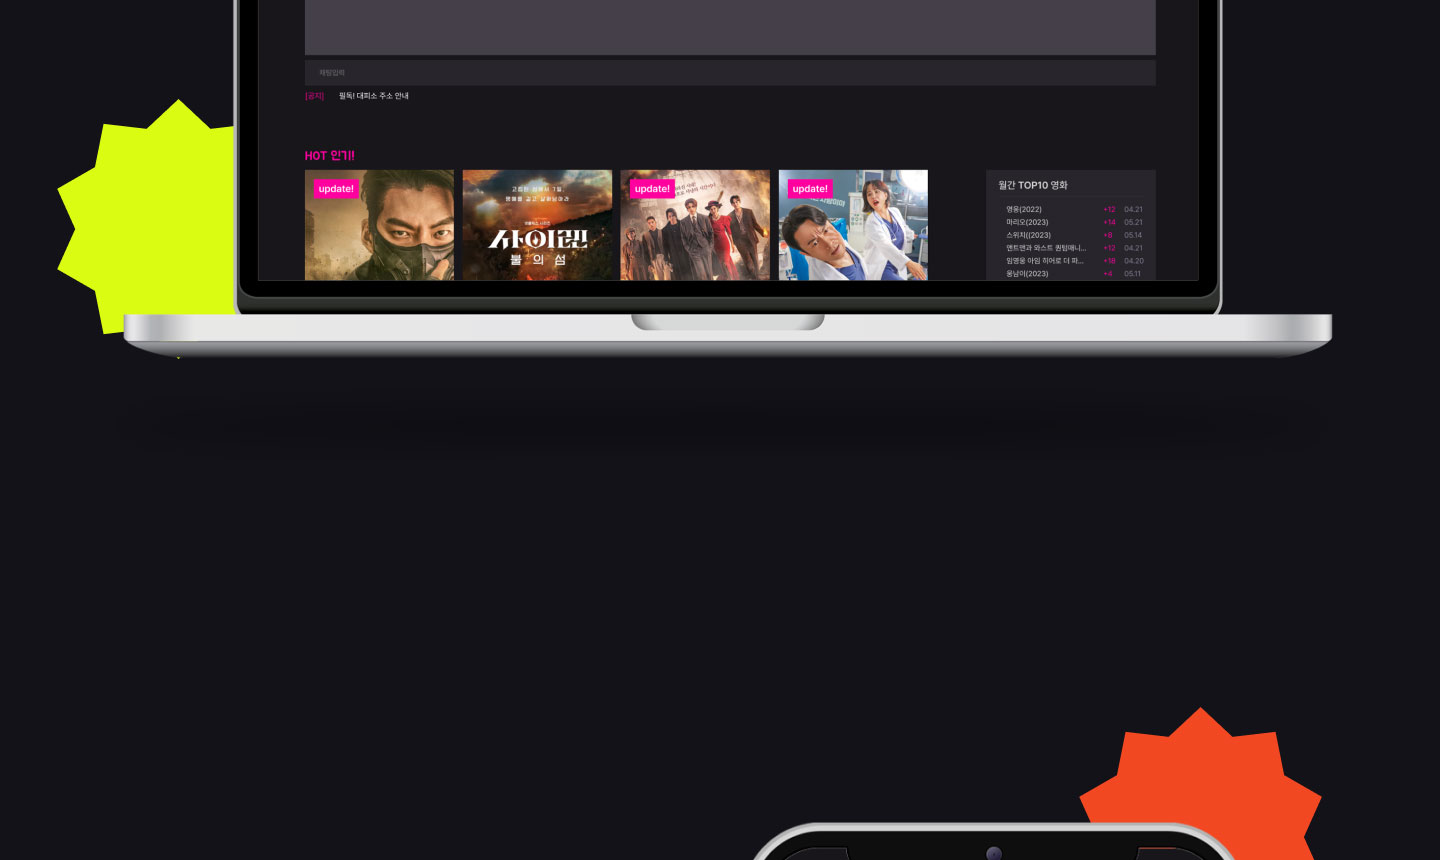 채팅입력
[공지] 필독! 대피소 주소 안내
HOT 인기!
update!
update!
update!
사이렌!
불의 섬
월간 TOP10 영화
영웅(2022) +12 04.21
마리오(2023) +14 05.21
스위치((2023) +8 05.14
앤트맨과 와스프 퀀텀매니... +12 04.21
임영웅 아임 히어로 더 파... +18 04.20
웅남이(2023) +4 05.11